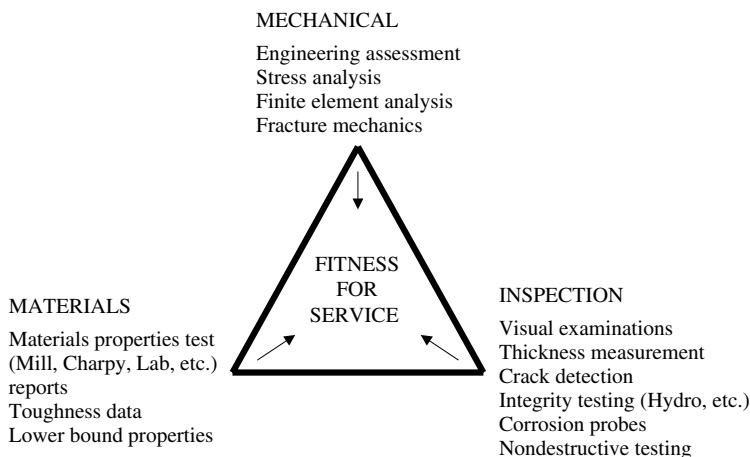 MECHANICAL
Engineering assessment
Stress analysis
Finite element analysis
Fracture mechanics
FITNESS
FOR
SERVICE
MATERIALS
Materials properties test
(Mill, Charpy, Lab, etc.)
reports
Toughness data
Lower bound properties
INSPECTION
Visual examinations
Thickness measurement
Crack detection
Integrity testing (Hydro, etc.)
Corrosion probes
Nondestructive testing